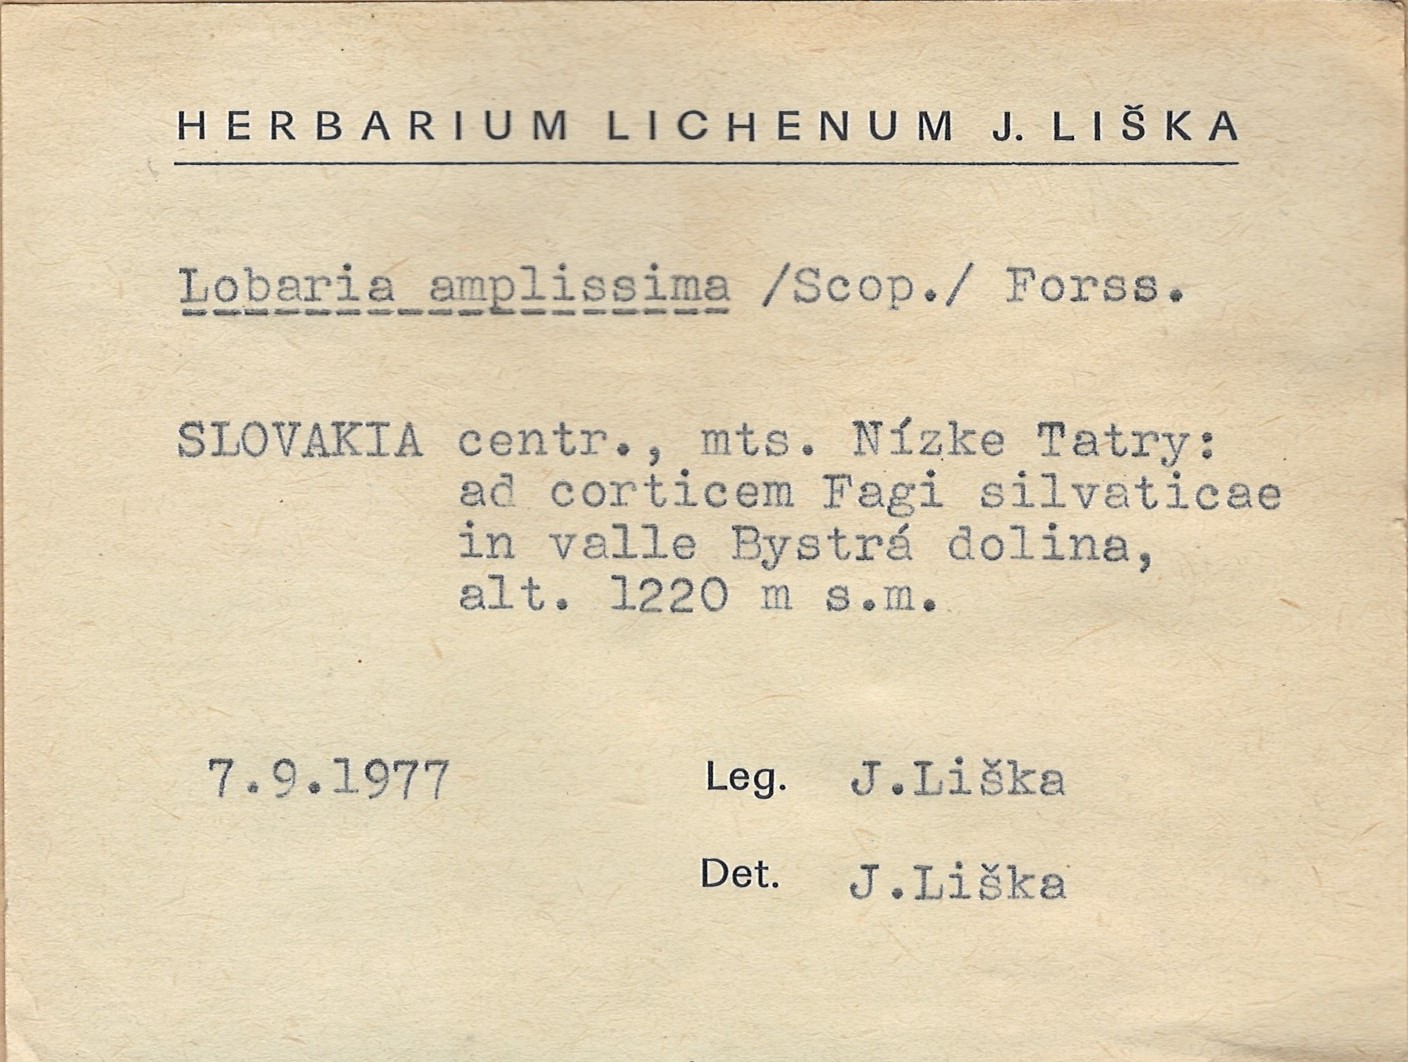 HERBARIUM LICHENUM J. LIŠKA
Lobaria amplissima /Scop./ Forss.
SLOVAKIA centr., mts. Nízke Tatry:
ad corticem Fagi silvaticae
in valle Bystrá dolina,
alt. 1220 m s.m.
7.9.1977 Leg. J.Liška
Det. J.Liška